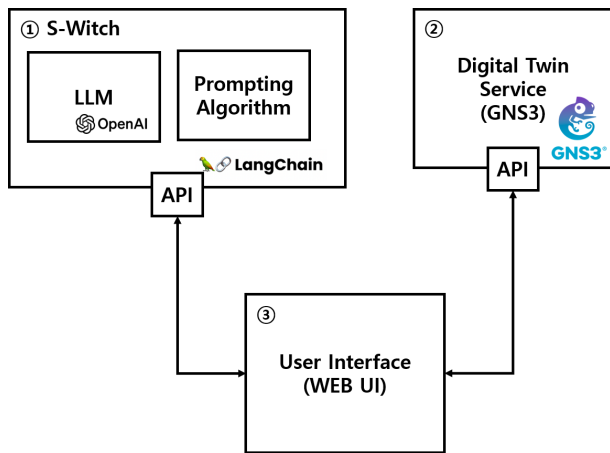 ① S-Witch
LLM
OpenAI
Prompting
Algorithm
LangChain
API
②
Digital Twin
Service
(GNS3)
GNS3®
API
③
User Interface
(WEB UI)